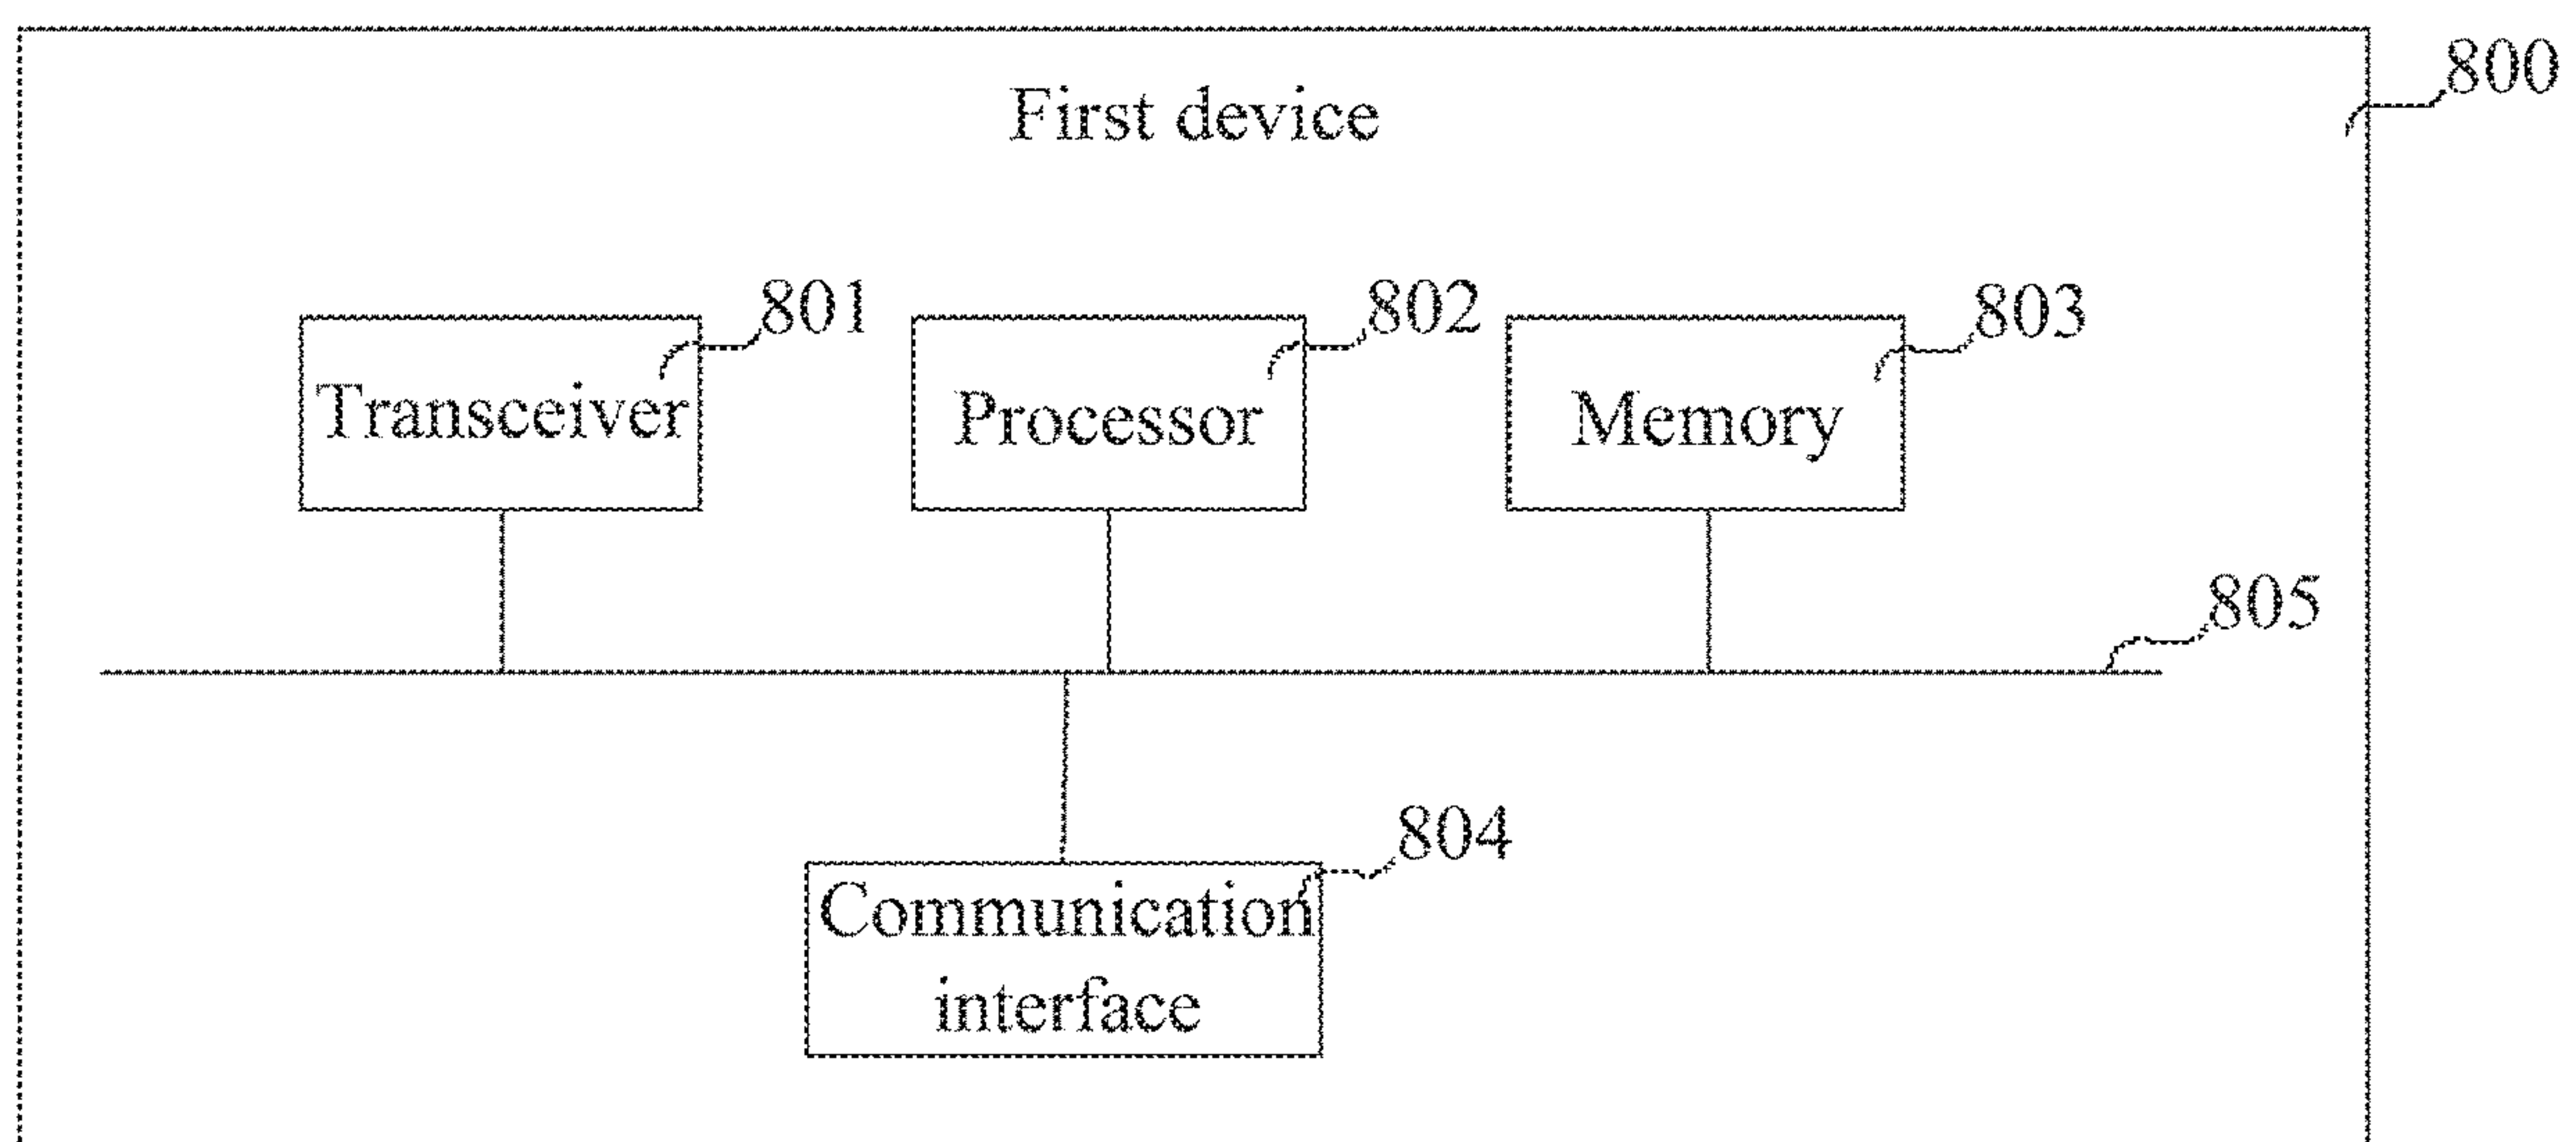 800
First device
801
802
803
Transceiver
Processor
Memory
805
804
Communication
interface